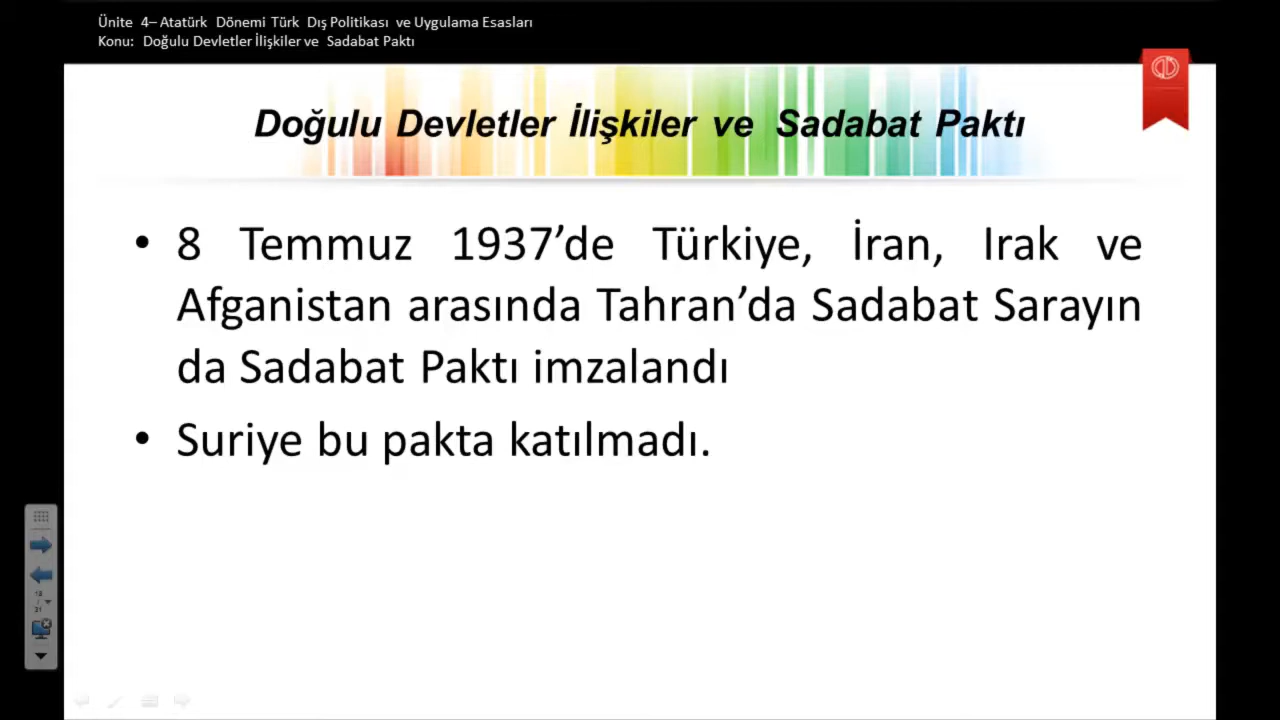 Ünite 4– Atatürk Dönemi Türk Dış Politikası ve Uygulama Esasları
Konu: Doğulu Devletler İlişkiler ve Sadabat Paktı
Doğulu Devletler İlişkiler ve Sadabat Paktı
• 8 Temmuz 1937’de Türkiye, İran, Irak ve
Afganistan arasında Tahran’da Sadabat Sarayın
da Sadabat Paktı imzalandı
• Suriye bu pakta katılmadı.
18
/
31